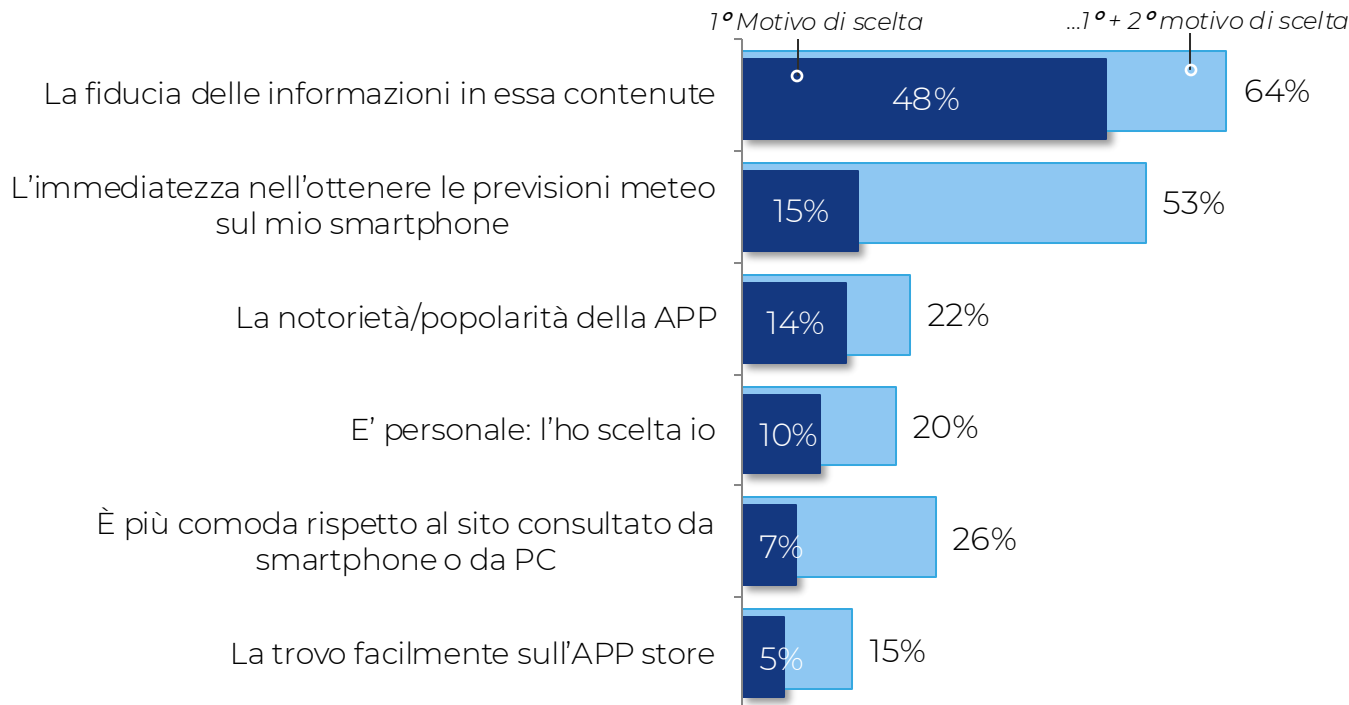 1º Motivo di scelta
...1º + 2º motivo di scelta
La fiducia delle informazioni in essa contenute
48%
64%
L'immediatezza nell'ottenere le previsioni meteo
sul mio smartphone
15%
53%
La notorietà/popolarità della APP
14%
22%
E' personale: l'ho scelta io
10%
20%
È più comoda rispetto al sito consultato da
smartphone o da PC
7%
26%
La trovo facilmente sull'APP store
5%
15%